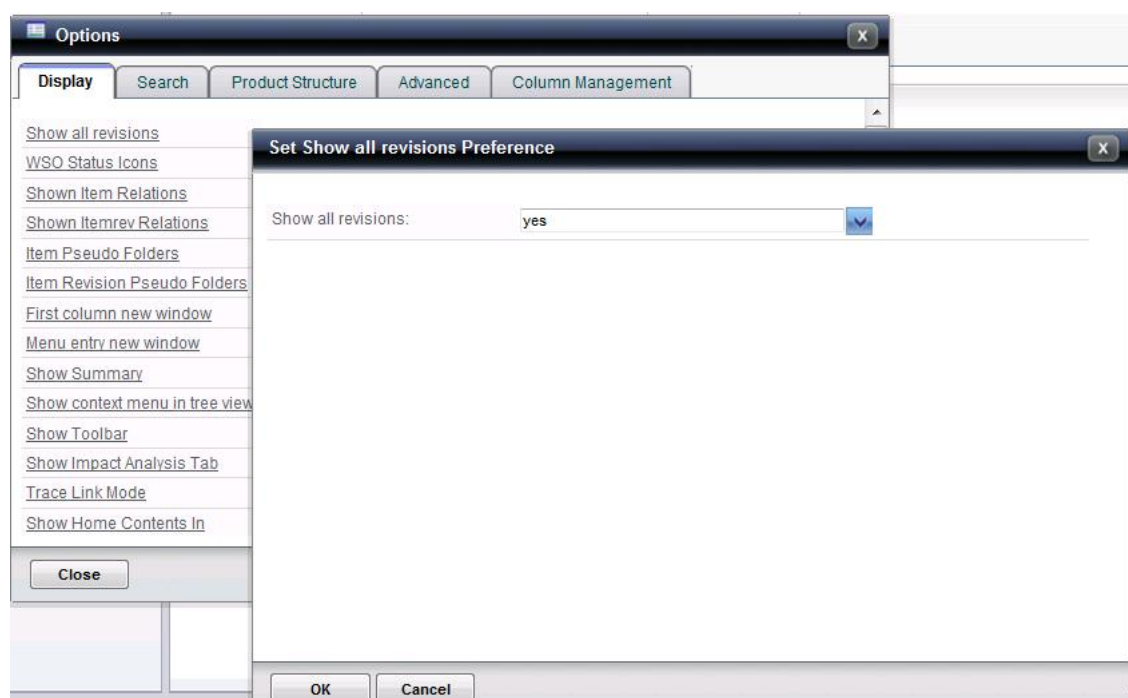 Options
X
Display Search Product Structure Advanced Column Management
Show all revisions
WSO Status Icons
Shown Item Relations
Shown Itemrev Relations
Item Pseudo Folders
Item Revision Pseudo Folders
First column new window
Menu entry new window
Show Summary
Show context menu in tree view
Show Toolbar
Show Impact Analysis Tab
Trace Link Mode
Show Home Contents In
Close
Set Show all revisions Preference
X
Show all revisions: yes
OK Cancel